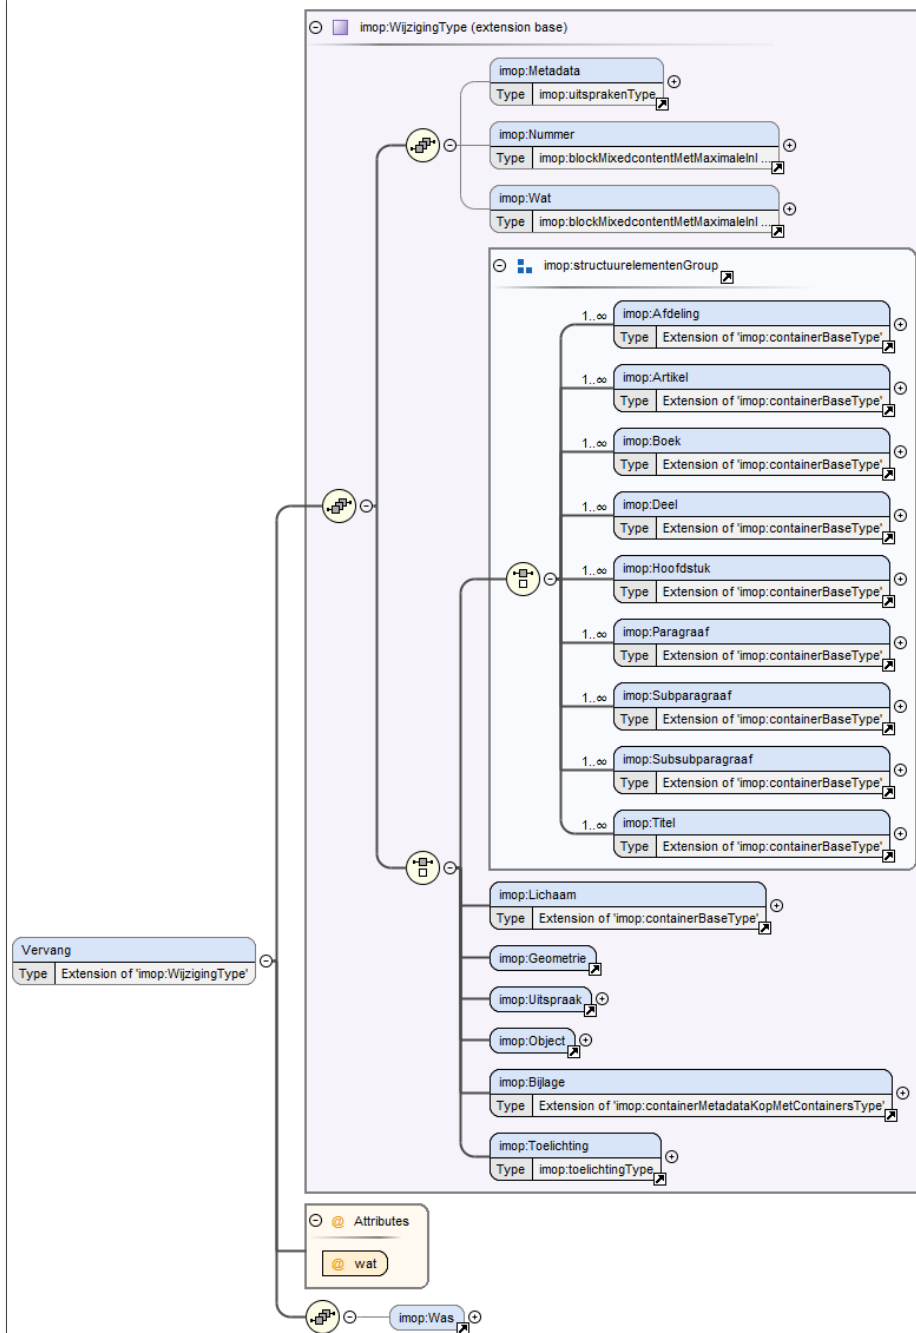 imop:WijzigingType (extension base)
imop:Metadata
Type imop:uitsprakenType
imop:Nummer
Type imop:blockMixedcontentMetMaximaleInl ...
imop:Wat
Type imop:blockMixedcontentMetMaximaleInl ...
imop:structuurelementenGroup
1..∞ imop:Afdeling
Type Extension of 'imop:containerBaseType'
1..∞ imop:Artikel
Type Extension of 'imop:containerBaseType'
1..∞ imop:Boek
Type Extension of 'imop:containerBaseType'
1..∞ imop:Deel
Type Extension of 'imop:containerBaseType'
1..∞ imop:Hoofdstuk
Type Extension of 'imop:containerBaseType'
1..∞ imop:Paragraaf
Type Extension of 'imop:containerBaseType'
1..∞ imop:Subparagraaf
Type Extension of 'imop:containerBaseType'
1..∞ imop:Subsubparagraaf
Type Extension of 'imop:containerBaseType'
1..∞ imop:Titel
Type Extension of 'imop:containerBaseType'
imop:Lichaam
Type Extension of 'imop:containerBaseType'
Vervang
Type Extension of 'imop:WijzigingType'
imop:Geometrie
imop:Uitspraak
imop:Object
imop:Bijlage
Type Extension of 'imop:containerMetadataKopMetContainersType'
imop:Toelichting
Type imop:toelichtingType
@ Attributes
@ wat
imop:Was